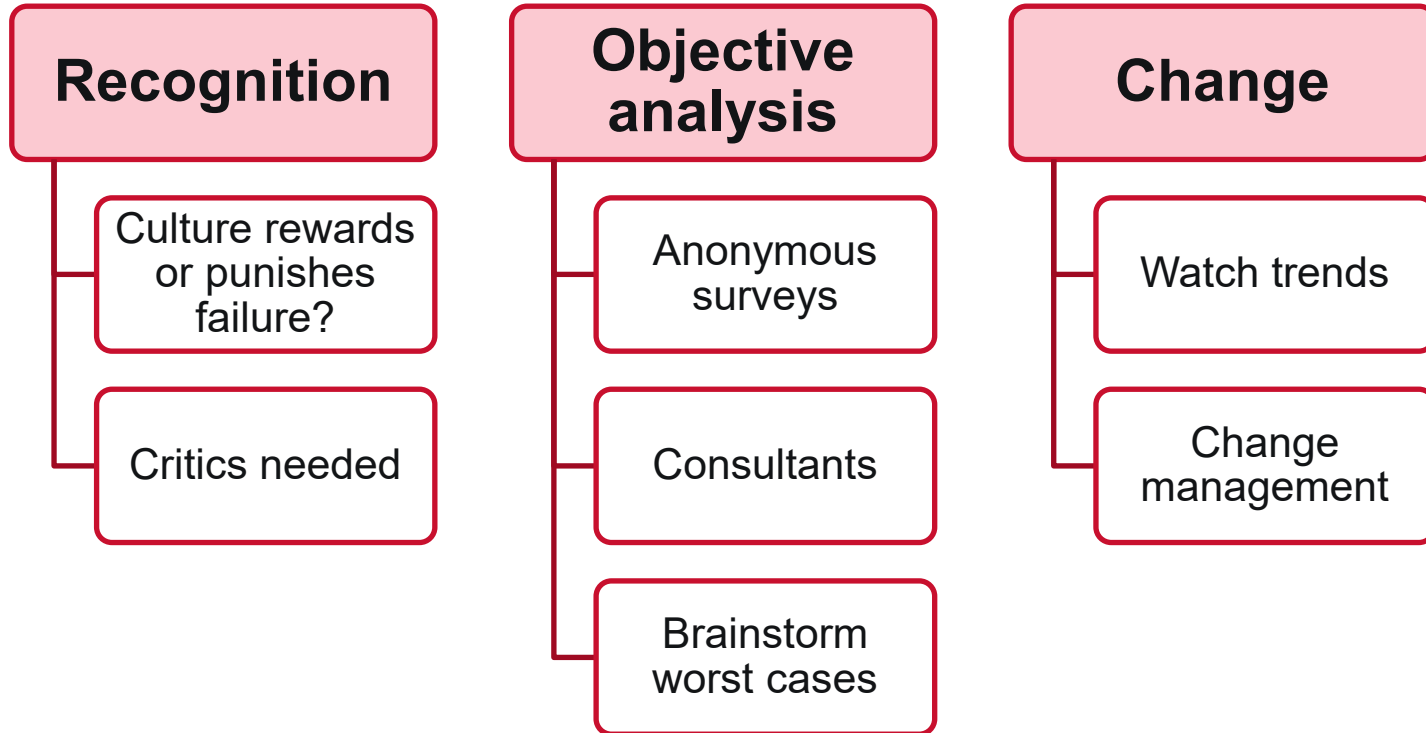 Recognition
Culture rewards
or punishes
failure?
Critics needed
Objective
analysis
Anonymous
surveys
Consultants
Brainstorm
worst cases
Change
Watch trends
Change
management